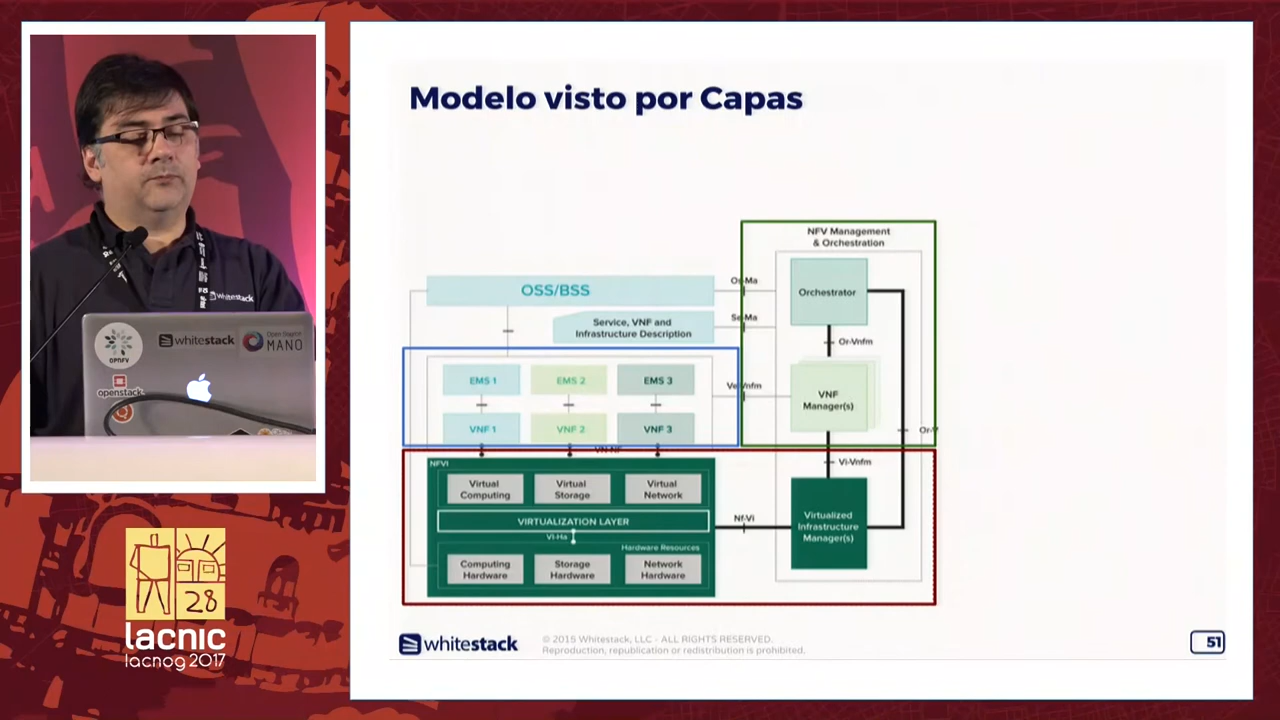 Modelo visto por Capas
NFV Management
& Orchestration
OSS/BSS
Os-Ma
Orchestrator
Service, VNF and
Infrastructure Description
Se-Ma
Or-Vnfm
EMS 1
EMS 2
EMS 3
Ve-Vnfm
VNF
Manager(s)
VNF 1
VNF 2
VNF 3
Or-V
Vn-Nf
NFVI
Vi-Vnfm
Virtual
Computing
Virtual
Storage
Virtual
Network
VIRTUALIZATION LAYER
Nf-Vi
Virtualized
Infrastructure
Manager(s)
Vl-Ha
Hardware Resources
Computing
Hardware
Storage
Hardware
Network
Hardware
whitestack
© 2015 Whitestack, LLC - ALL RIGHTS RESERVED.
Reproduction, republication or redistribution is prohibited.
51
whitestack
OPNFV
whitestack
Open Source
MANO
openstack
28
lacnic
lacnog 2017